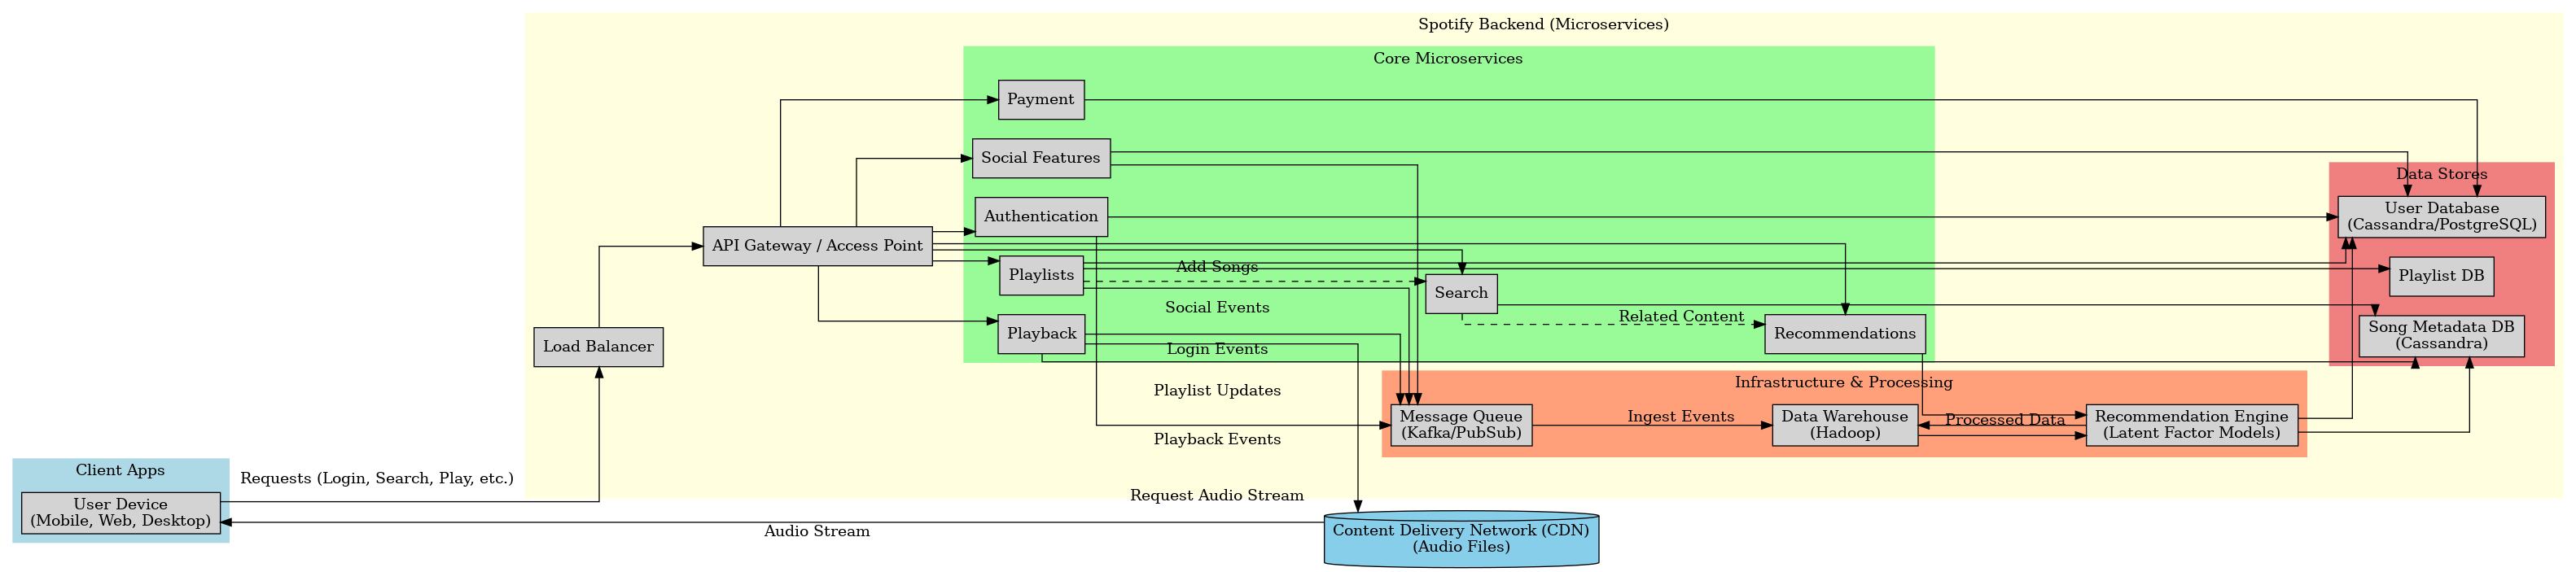 Spotify Backend (Microservices)
Core Microservices
Payment
Social Features
Authentication
API Gateway / Access Point
Playlists
Playback
Load Balancer
Add Songs
Search
Related Content
Recommendations
Social Events
Login Events
Playlist Updates
Playback Events
Request Audio Stream
Data Stores
User Database
(Cassandra/PostgreSQL)
Playlist DB
Song Metadata DB
(Cassandra)
Infrastructure & Processing
Message Queue
(Kafka/PubSub)
Ingest Events
Data Warehouse
(Hadoop)
Processed Data
Recommendation Engine
(Latent Factor Models)
Client Apps
User Device
(Mobile, Web, Desktop)
Requests (Login, Search, Play, etc.)
Audio Stream
Content Delivery Network (CDN)
(Audio Files)